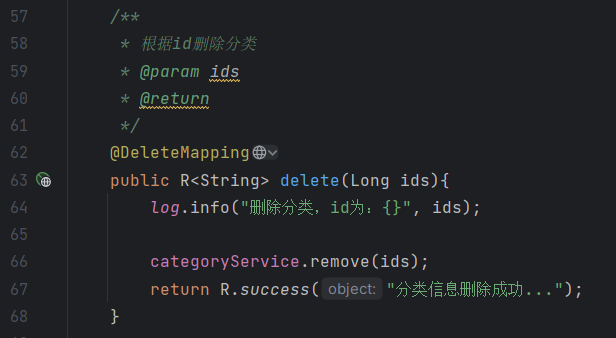 57 /**
58 * 根据id删除分类
59 * @param ids
60 * @return
61 */
62 @DeleteMapping
63 public R<String> delete(Long ids){
64 log.info("删除分类，id为：{}", ids);
65
66 categoryService.remove(ids);
67 return R.success( object: "分类信息删除成功...");
68 }